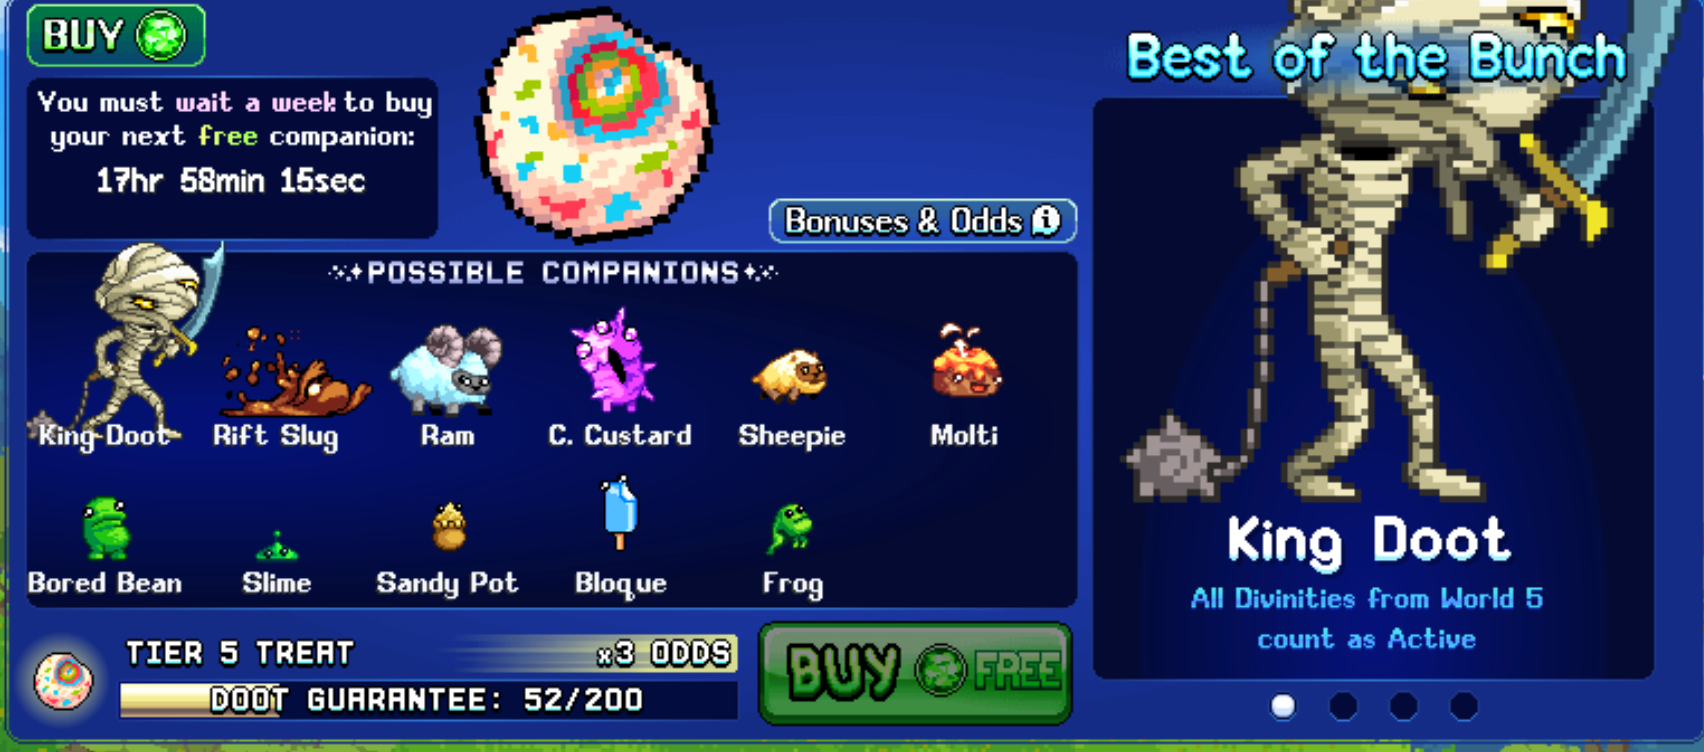 BUY
You must wait a week to buy
your next free companion:
17hr 58min 15sec
Bonuses & Odds i
POSSIBLE COMPANIONS
King Doot
Rift Slug
Ram
C. Custard
Sheepie
Molti
Bored Bean
Slime
Sandy Pot
Bloque
Frog
TIER 5 TREAT
x3 ODDS
DOOT GUARANTEE: 52/200
BUY FREE
Best of the Bunch
King Doot
All Divinities from World 5
count as Active